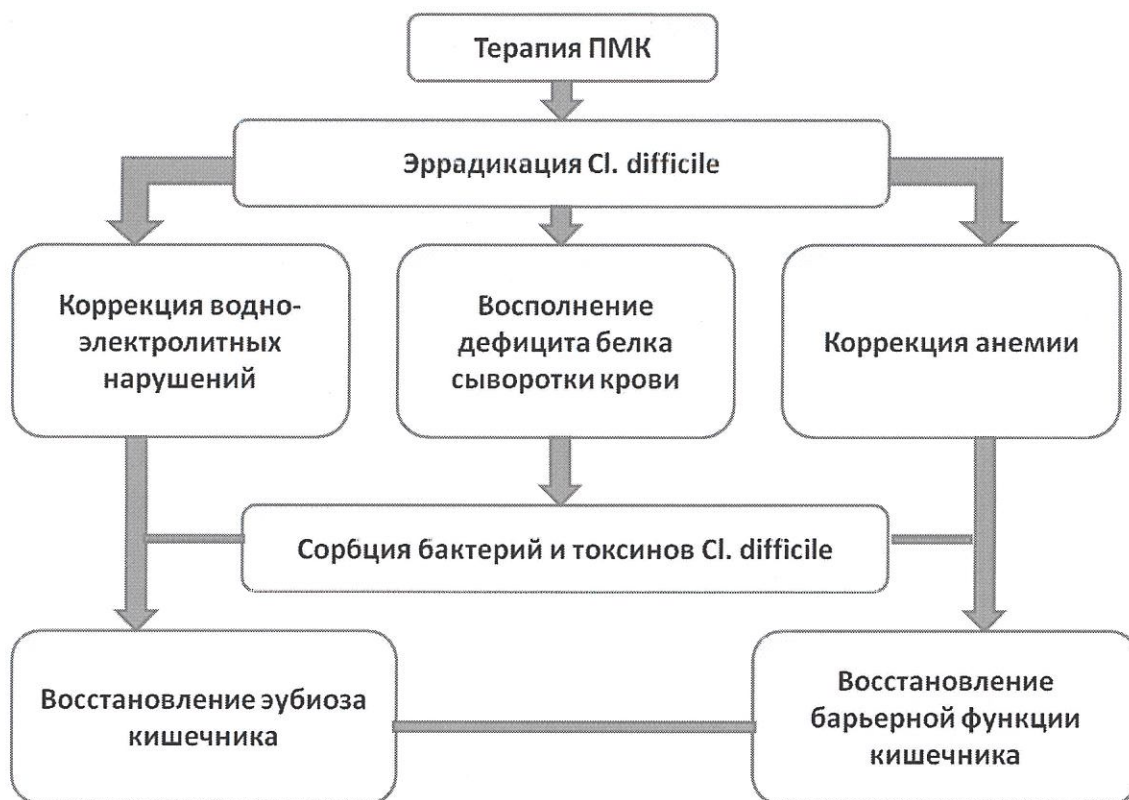 Терапия ПМК
Эррадикация Cl. difficile
Коррекция водно-
электролитных
нарушений
Восполнение
дефицита белка
сыворотки крови
Коррекция анемии
Сорбция бактерий и токсинов Cl. difficile
Восстановление эубиоза
кишечника
Восстановление
барьерной функции
кишечника